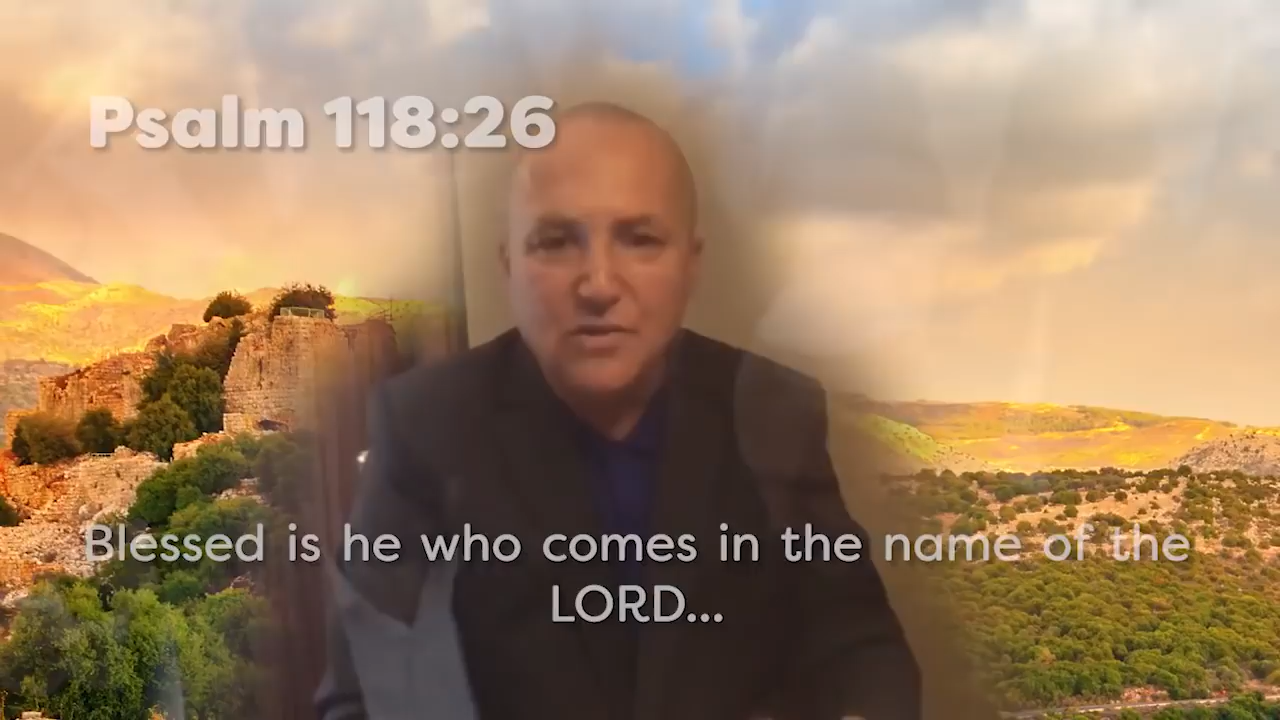 Psalm 118:26
Blessed is he who comes in the name of the
LORD...